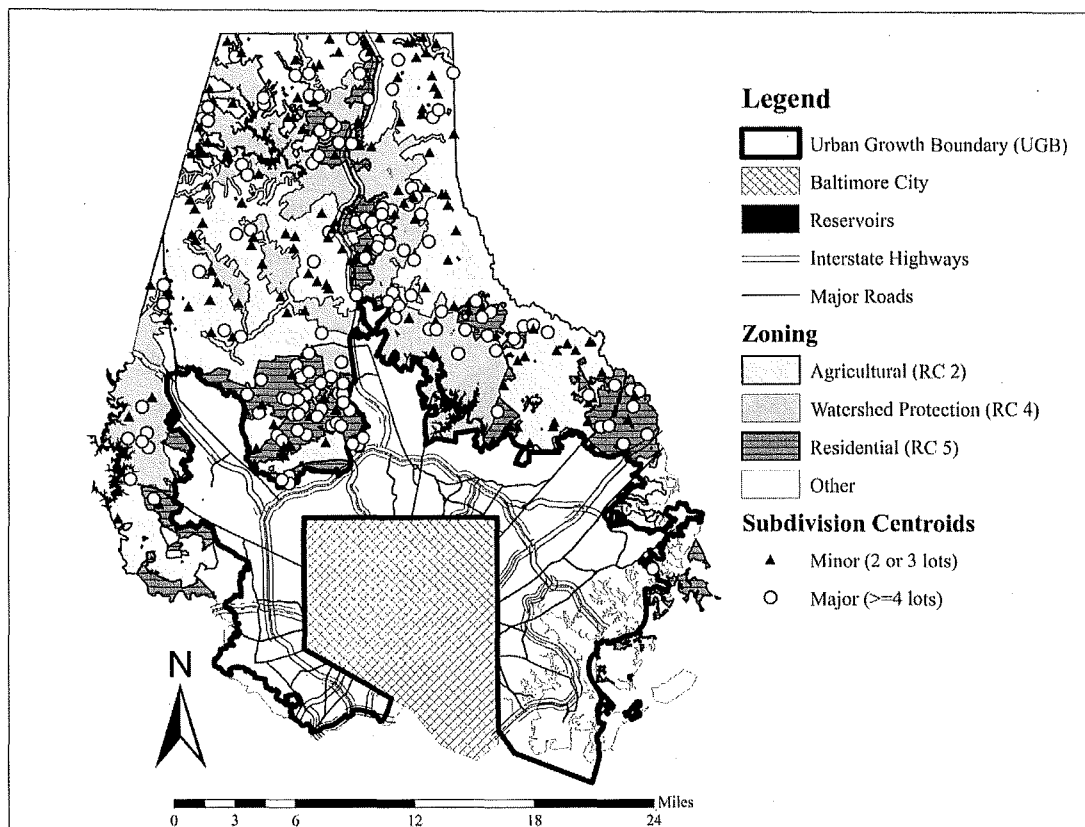 Legend
Urban Growth Boundary (UGB)
Baltimore City
Reservoirs
Interstate Highways
Major Roads
Zoning
Agricultural (RC 2)
Watershed Protection (RC 4)
Residential (RC 5)
Other
Subdivision Centroids
Minor (2 or 3 lots)
Major (>=4 lots)
N
Miles
0 3 6 12 18 24